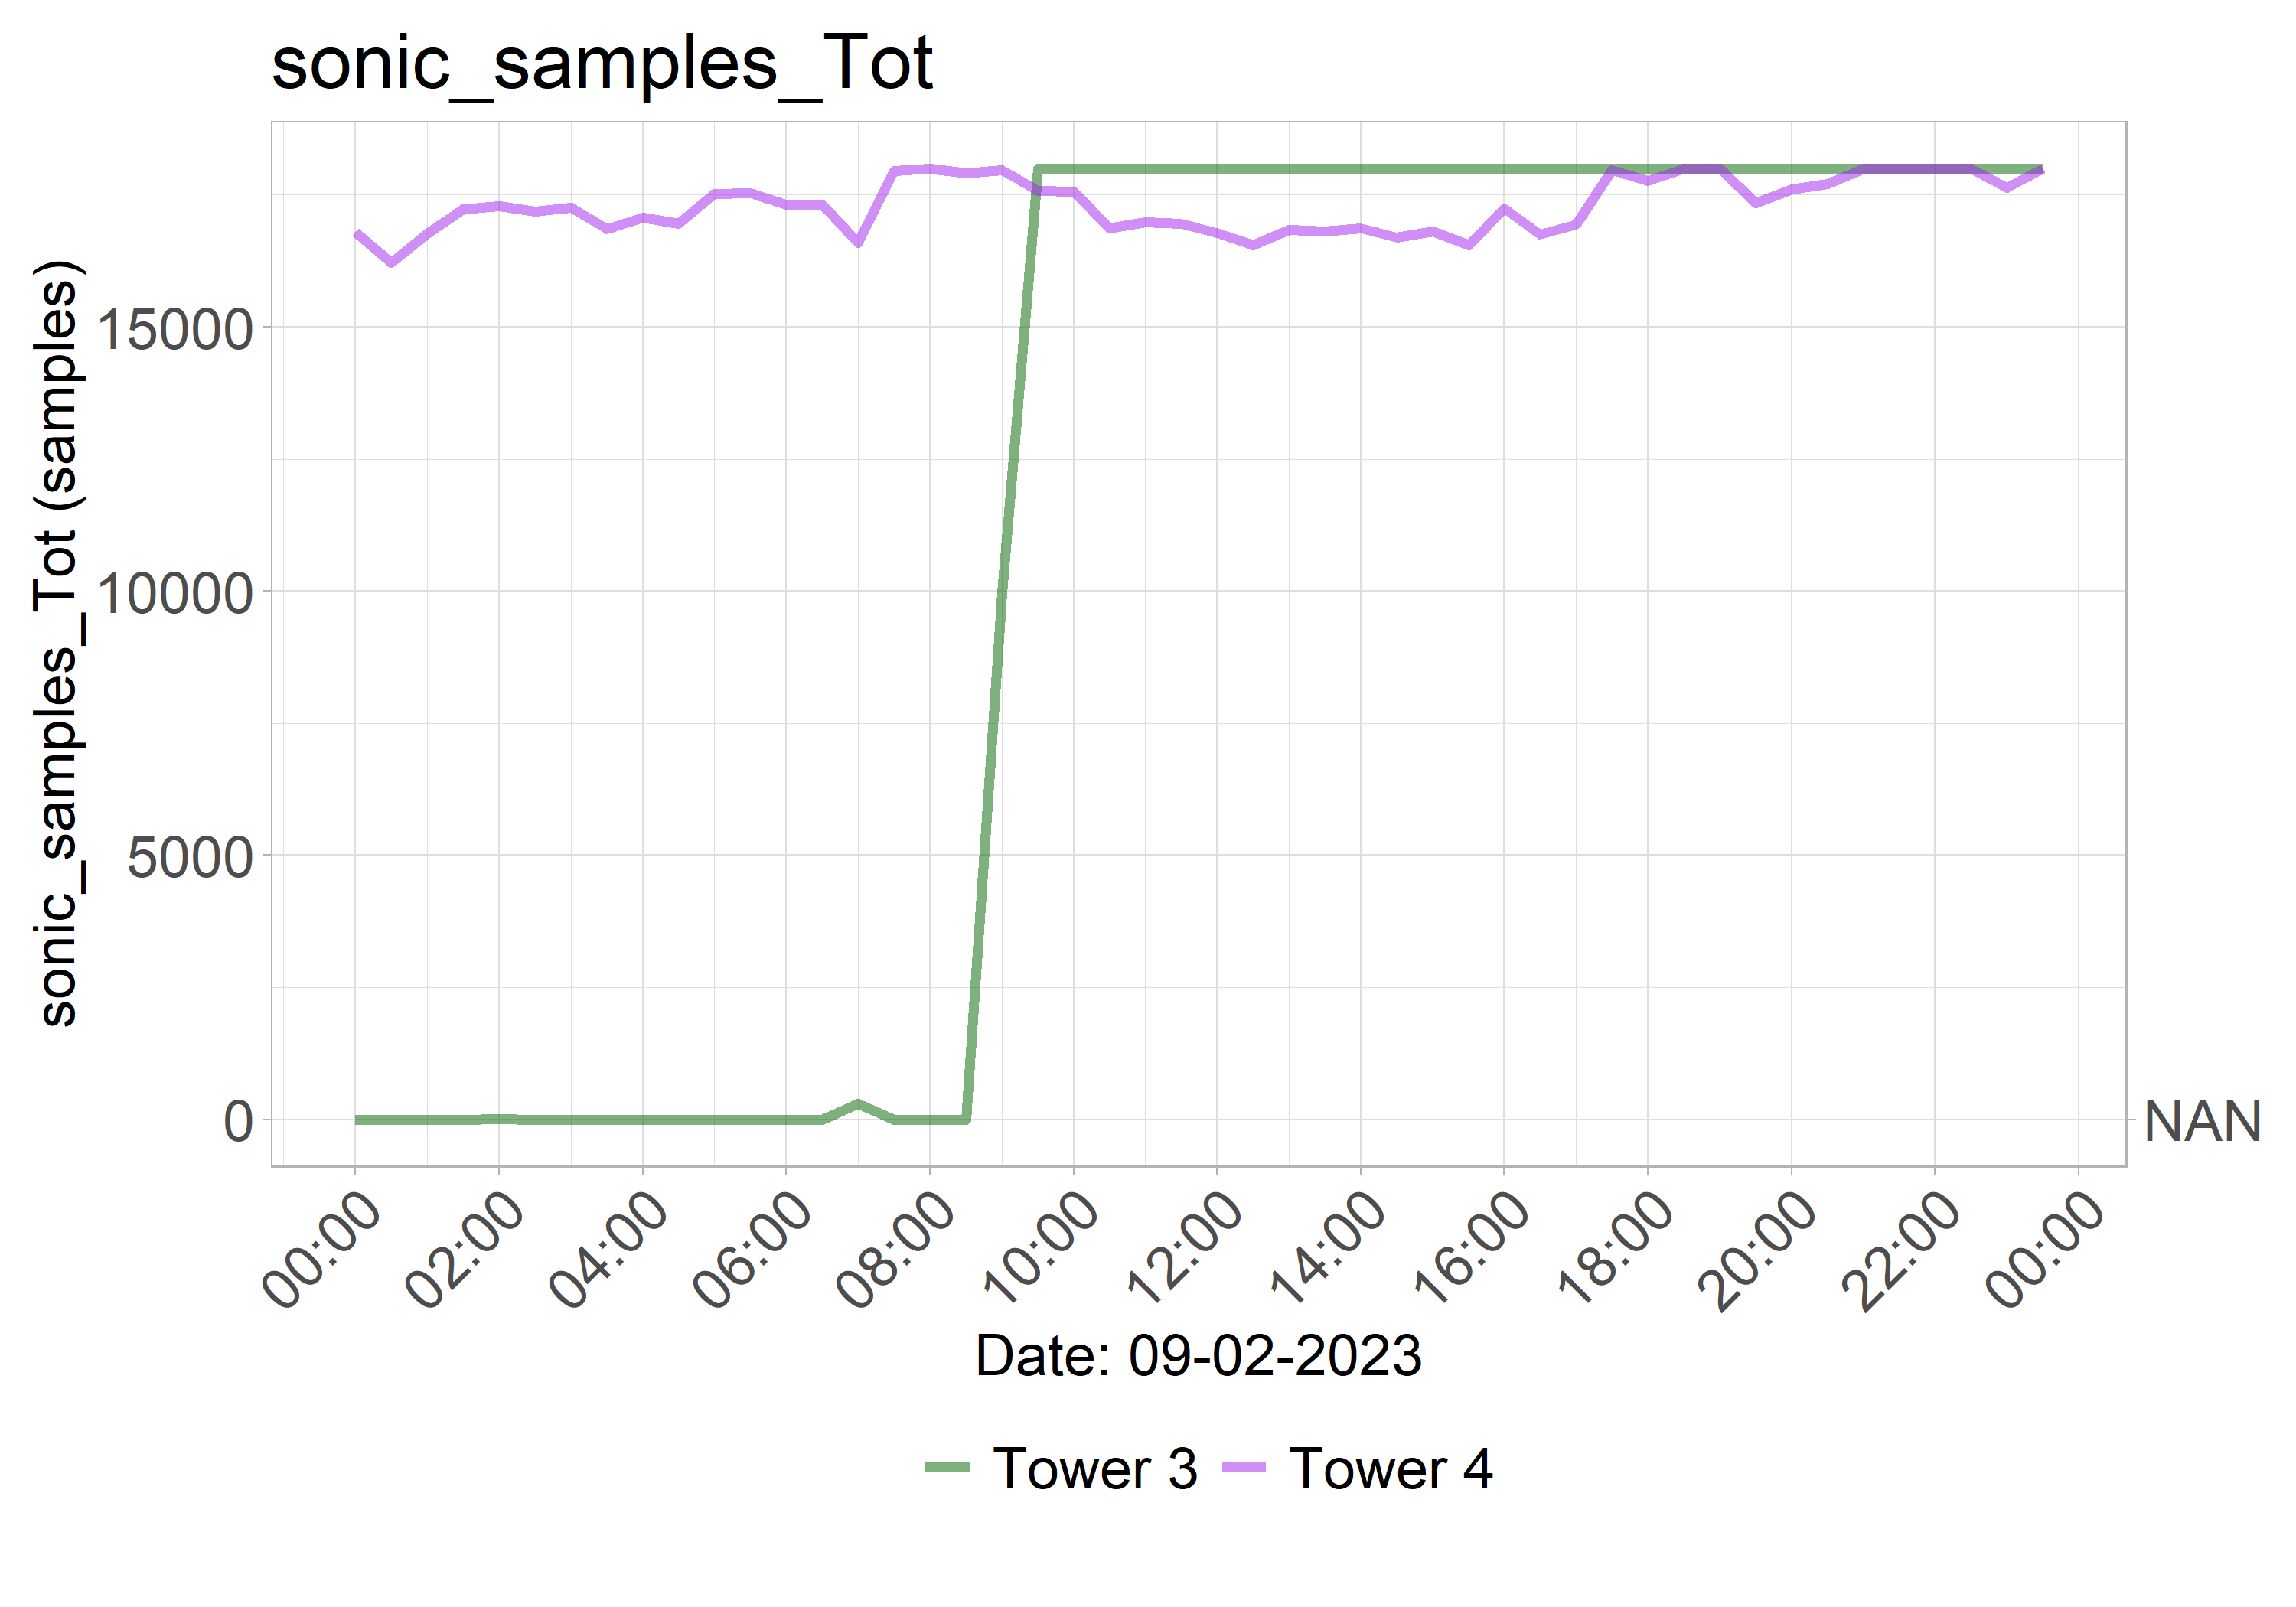 sonic_samples_Tot
sonic_samples_Tot (samples)
15000
10000
5000
0
NAN
00:00
02:00
04:00
06:00
08:00
10:00
12:00
14:00
16:00
18:00
20:00
22:00
00:00
Date: 09-02-2023
Tower 3
Tower 4